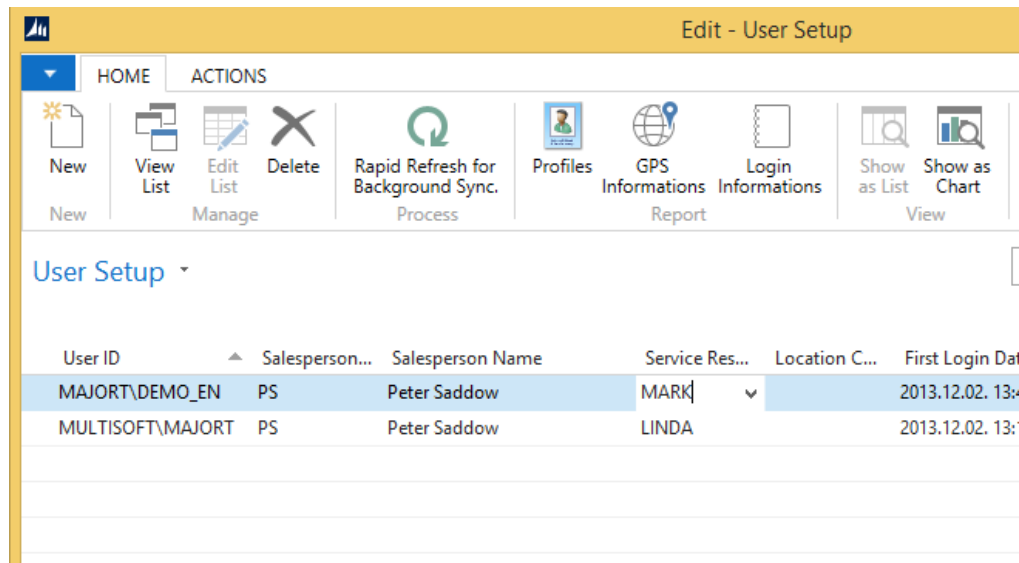 Edit - User Setup
HOME ACTIONS
New View List Edit List Delete Rapid Refresh for Background Sync. Profiles GPS Informations Login Informations Show as List Show as Chart
New Manage Process Report View
User Setup
User ID Salesperson... Salesperson Name Service Res... Location C... First Login Dat
MAJORT\DEMO_EN PS Peter Saddow MARK 2013.12.02. 13:4
MULTISOFT\MAJORT PS Peter Saddow LINDA 2013.12.02. 13:1